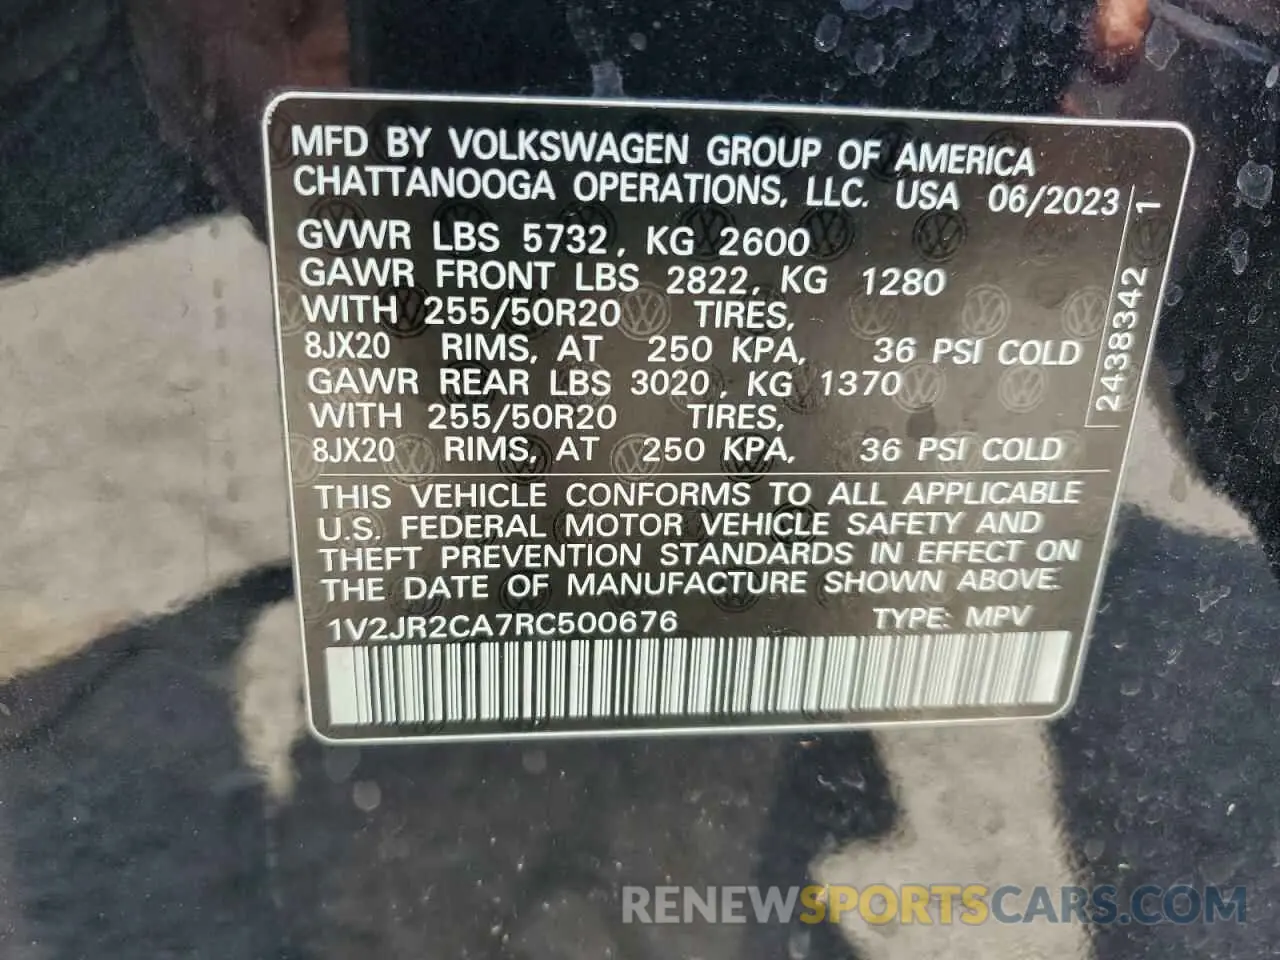 MFD BY VOLKSWAGEN GROUP OF AMERICA
CHATTANOOGA OPERATIONS, LLC. USA 06/2023
GVWR LBS 5732, KG 2600
GAWR FRONT LBS 2822, KG 1280
WITH 255/50R20 TIRES,
8JX20 RIMS, AT 250 KPA, 36 PSI COLD
GAWR REAR LBS 3020, KG 1370
WITH 255/50R20 TIRES,
8JX20 RIMS, AT 250 KPA, 36 PSI COLD
2438342 1
THIS VEHICLE CONFORMS TO ALL APPLICABLE
U.S. FEDERAL MOTOR VEHICLE SAFETY AND
THEFT PREVENTION STANDARDS IN EFFECT ON
THE DATE OF MANUFACTURE SHOWN ABOVE.
1V2JR2CA7RC500676 TYPE: MPV
RENEWSPORTSCARS.COM